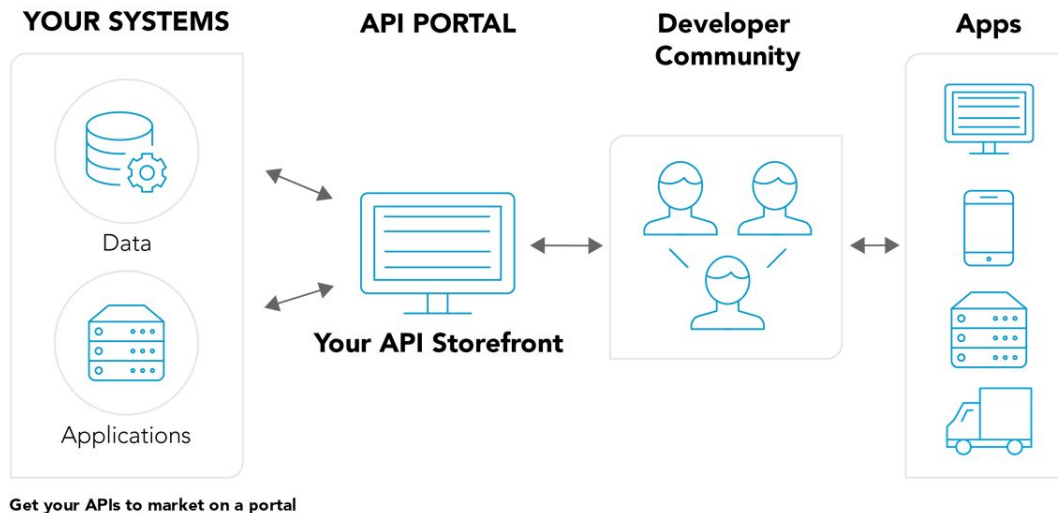 YOUR SYSTEMS
API PORTAL
Developer
Community
Apps
Data
Your API Storefront
Applications
Get your APIs to market on a portal